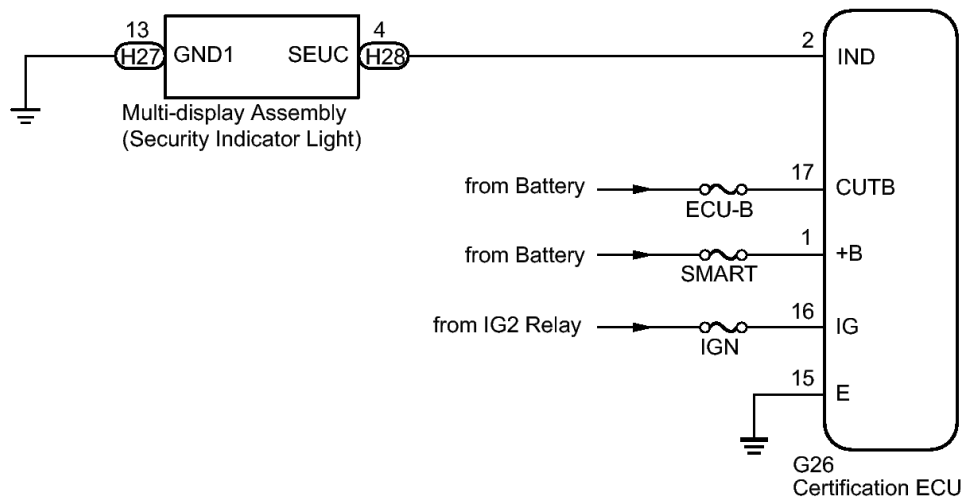 13
H27
GND1
SEUC
4
H28
Multi-display Assembly
(Security Indicator Light)
2
IND
from Battery
ECU-B
17
CUTB
from Battery
SMART
1
+B
from IG2 Relay
IGN
16
IG
15
E
G26
Certification ECU